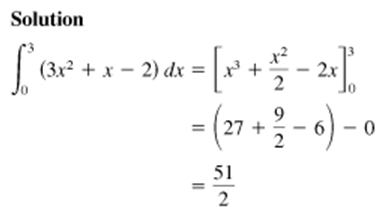 Solution
∫₀³ (3x² + x − 2) dx = [x³ + x²/2 − 2x]₀³
= (27 + 9/2 − 6) − 0
= 51/2